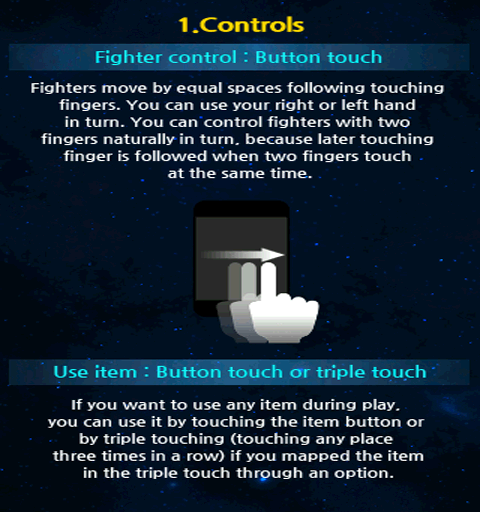 1.Controls
Fighter control : Button touch
Fighters move by equal spaces following touching
fingers. You can use your right or left hand
in turn. You can control fighters with two
fingers naturally in turn, because later touching
finger is followed when two fingers touch
at the same time.
Use item : Button touch or triple touch
If you want to use any item during play,
you can use it by touching the item button or
by triple touching (touching any place
three times in a row) if you mapped the item
in the triple touch through an option.